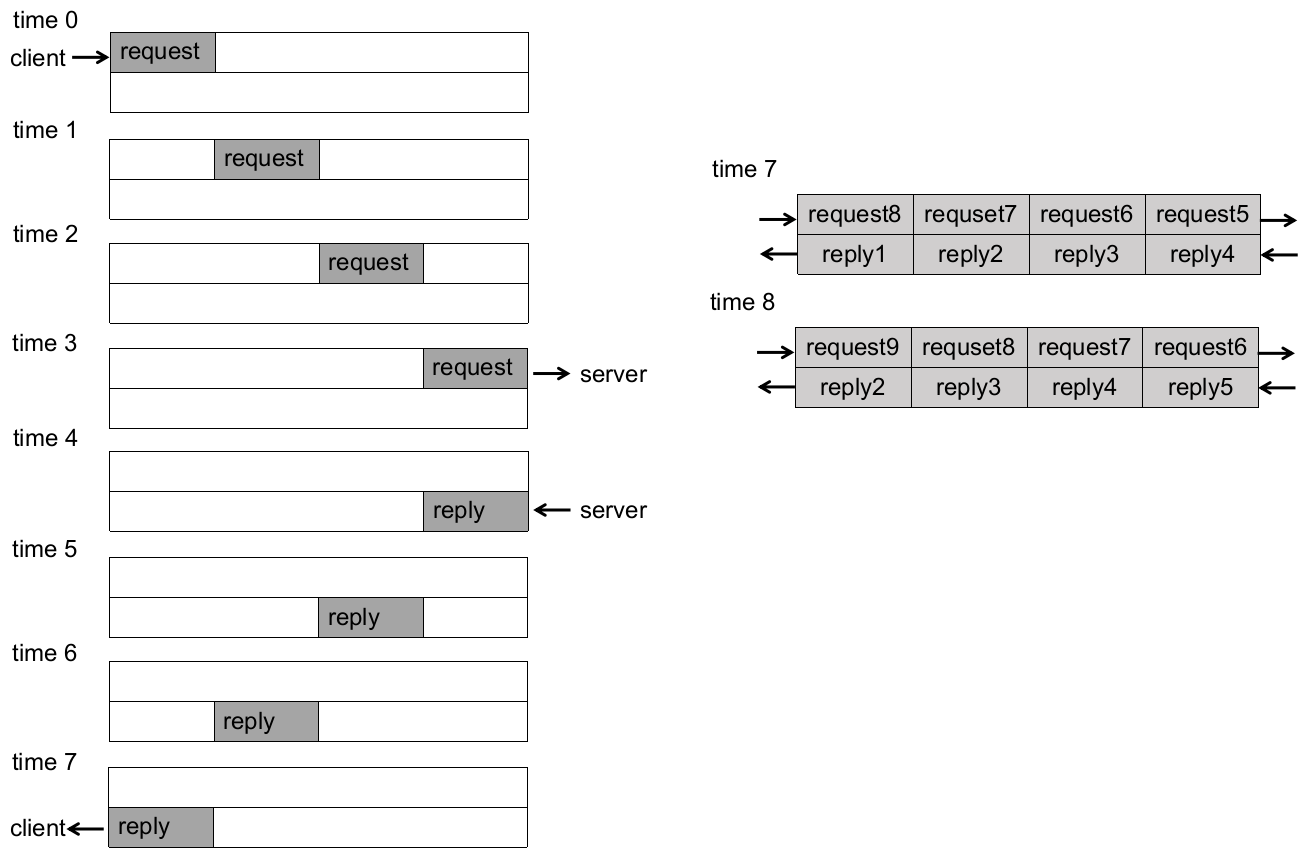 time 0
client request
time 1
request
time 2
request
time 3
request server
time 4
reply server
time 5
reply
time 6
reply
time 7
client reply
time 7
request8 requset7 request6 request5
reply1 reply2 reply3 reply4
time 8
request9 requset8 request7 request6
reply2 reply3 reply4 reply5